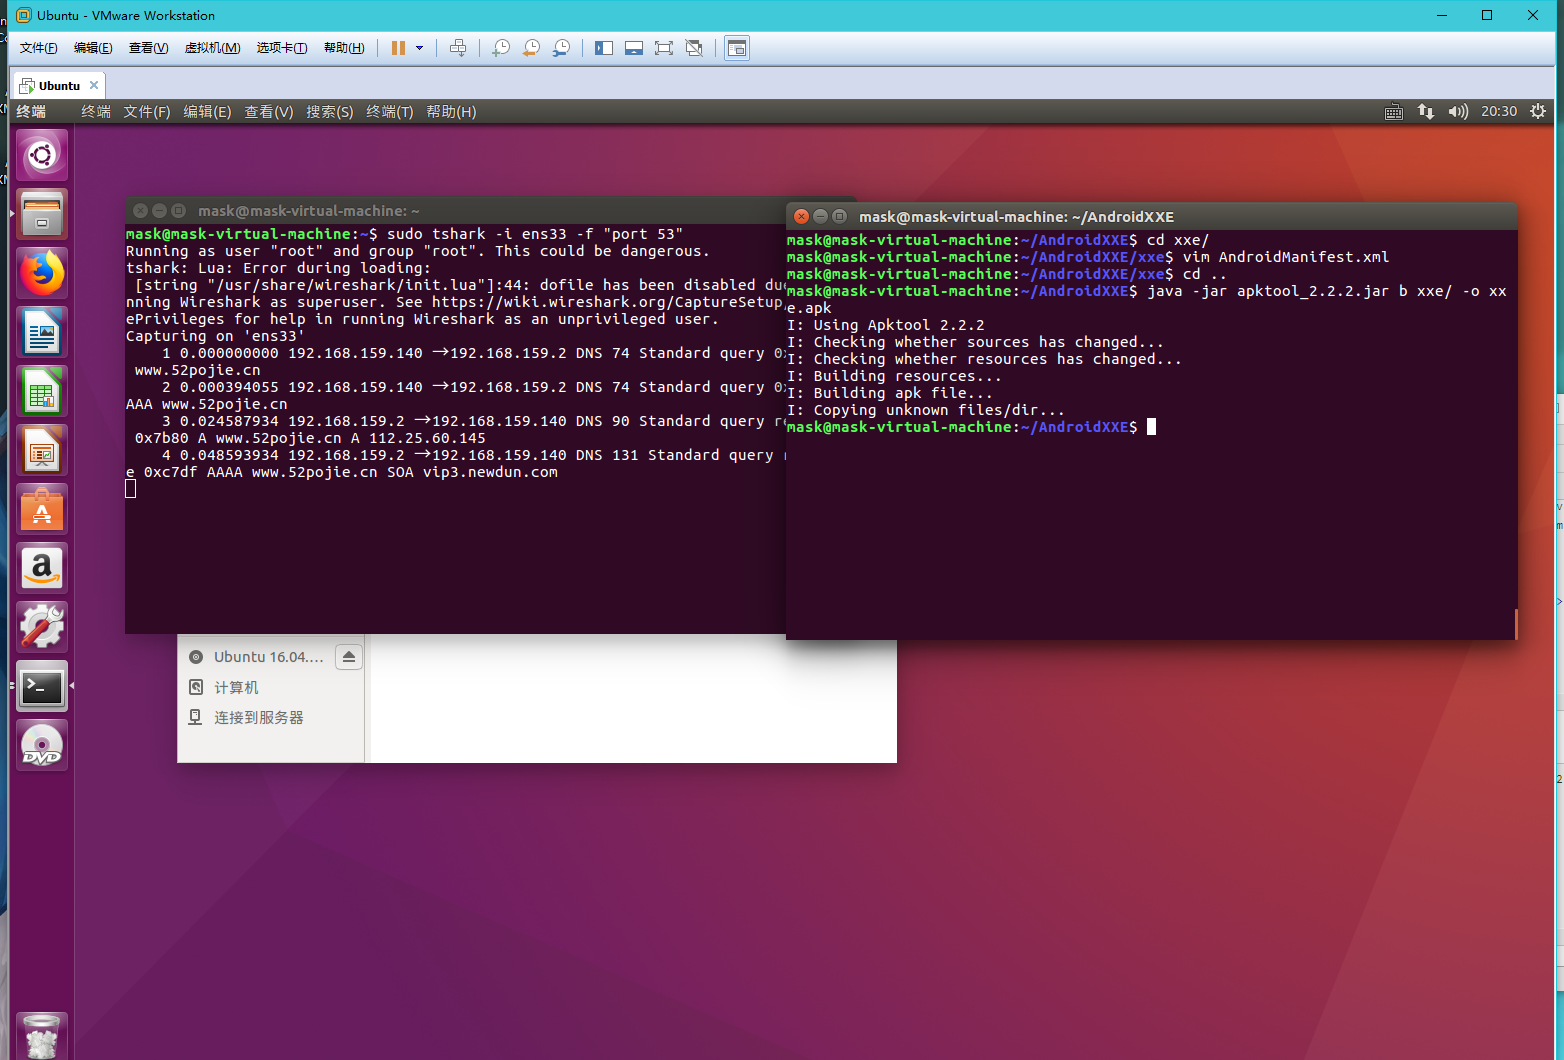 Ubuntu - VMware Workstation
文件(F) 编辑(E) 查看(V) 虚拟机(M) 选项卡(T) 帮助(H)
Ubuntu
终端 终端 文件(F) 编辑(E) 查看(V) 搜索(S) 终端(T) 帮助(H) 20:30
mask@mask-virtual-machine: ~
mask@mask-virtual-machine:~$ sudo tshark -i ens33 -f "port 53"
Running as user "root" and group "root". This could be dangerous.
tshark: Lua: Error during loading:
[string "/usr/share/wireshark/init.lua"]:44: dofile has been disabled du
nning Wireshark as superuser. See https://wiki.wireshark.org/CaptureSetup
ePrivileges for help in running Wireshark as an unprivileged user.
Capturing on 'ens33'
1 0.000000000 192.168.159.140 →192.168.159.2 DNS 74 Standard query 0
www.52pojie.cn
2 0.000394055 192.168.159.140 →192.168.159.2 DNS 74 Standard query 0
AAA www.52pojie.cn
3 0.024587934 192.168.159.2 →192.168.159.140 DNS 90 Standard query r
0x7b80 A www.52pojie.cn A 112.25.60.145
4 0.048593934 192.168.159.2 →192.168.159.140 DNS 131 Standard query
e 0xc7df AAAA www.52pojie.cn SOA vip3.newdun.com
mask@mask-virtual-machine: ~/AndroidXXE
mask@mask-virtual-machine:~/AndroidXXE$ cd xxe/
mask@mask-virtual-machine:~/AndroidXXE/xxe$ vim AndroidManifest.xml
mask@mask-virtual-machine:~/AndroidXXE/xxe$ cd ..
mask@mask-virtual-machine:~/AndroidXXE$ java -jar apktool_2.2.2.jar b xxe/ -o xx
e.apk
I: Using Apktool 2.2.2
I: Checking whether sources has changed...
I: Checking whether resources has changed...
I: Building resources...
I: Building apk file...
I: Copying unknown files/dir...
mask@mask-virtual-machine:~/AndroidXXE$
Ubuntu 16.04....
计算机
连接到服务器
DVD